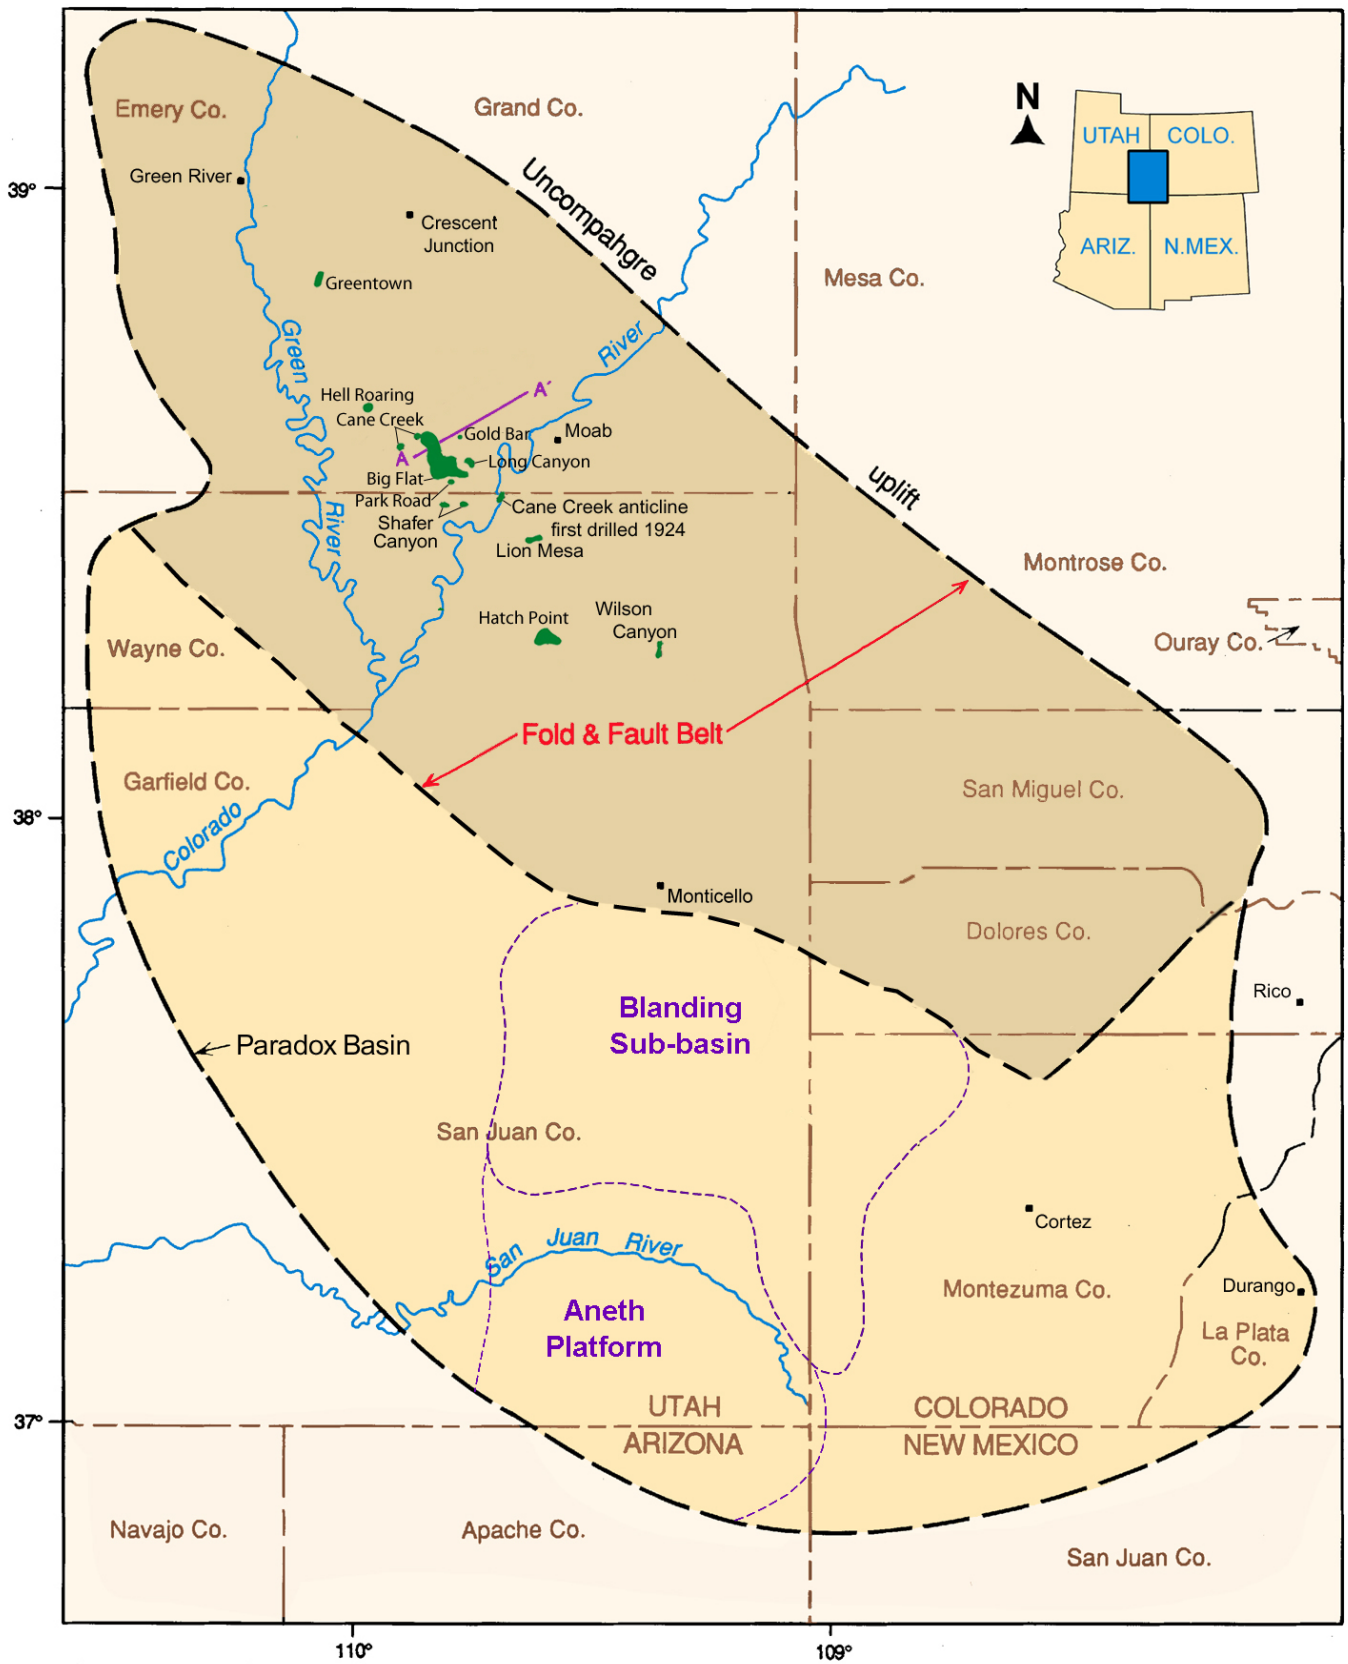 N
UTAH
COLO.
ARIZ.
N.MEX.
Emery Co.
Grand Co.
Green River
39°
Crescent
Junction
Uncompahgre
Mesa Co.
Greentown
Green
River
River
Hell Roaring
Cane Creek
A´
A
Gold Bar
Moab
Long Canyon
Big Flat
Park Road
Shafer
Canyon
Cane Creek anticline
first drilled 1924
Lion Mesa
uplift
Montrose Co.
Hatch Point
Wilson
Canyon
Ouray Co.
Wayne Co.
Fold & Fault Belt
Garfield Co.
San Miguel Co.
38°
Colorado
Monticello
Dolores Co.
Rico
Blanding
Sub-basin
Paradox Basin
San Juan Co.
Cortez
San Juan River
Montezuma Co.
Durango
Aneth
Platform
La Plata
Co.
37°
UTAH
COLORADO
ARIZONA
NEW MEXICO
Navajo Co.
Apache Co.
San Juan Co.
110°
109°